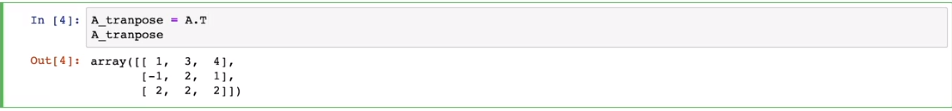 In [4]: A_tranpose = A.T
A_tranpose
Out[4]: array([[ 1, 3, 4],
[-1, 2, 1],
[ 2, 2, 2]])